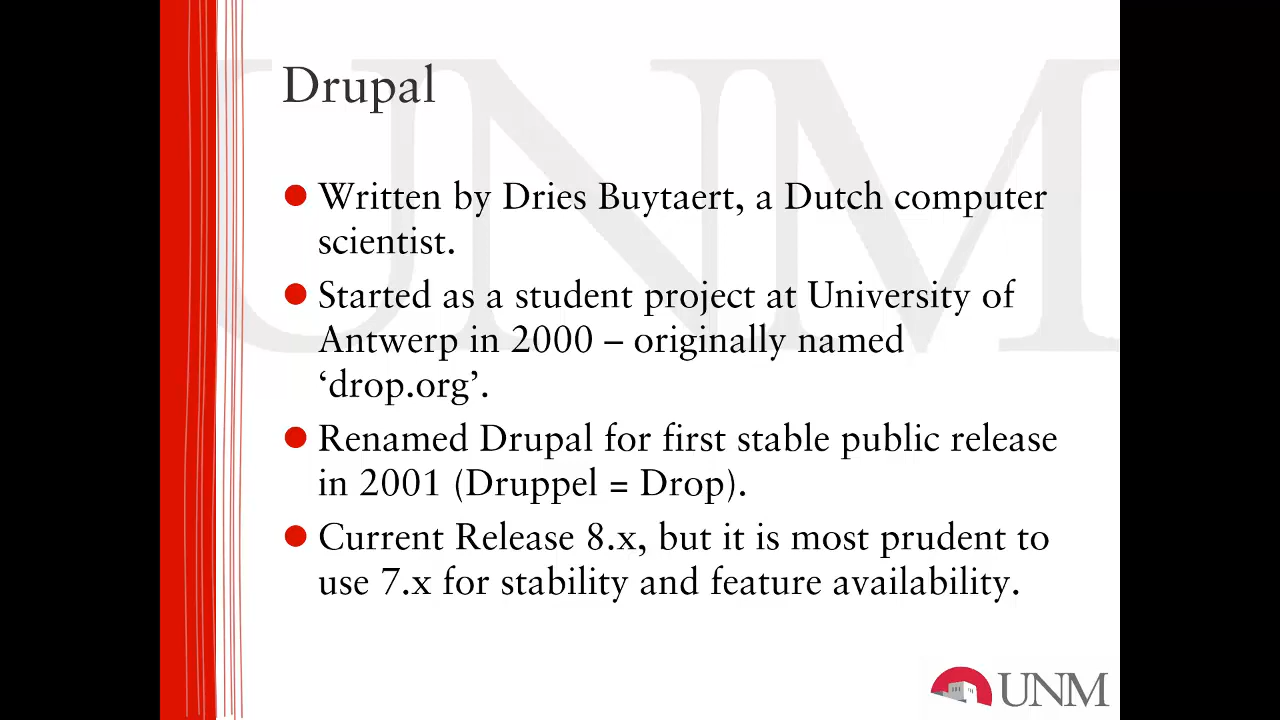 Drupal
Written by Dries Buytaert, a Dutch computer
scientist.
Started as a student project at University of
Antwerp in 2000 – originally named
‘drop.org’.
Renamed Drupal for first stable public release
in 2001 (Druppel = Drop).
Current Release 8.x, but it is most prudent to
use 7.x for stability and feature availability.
UNM
UNM